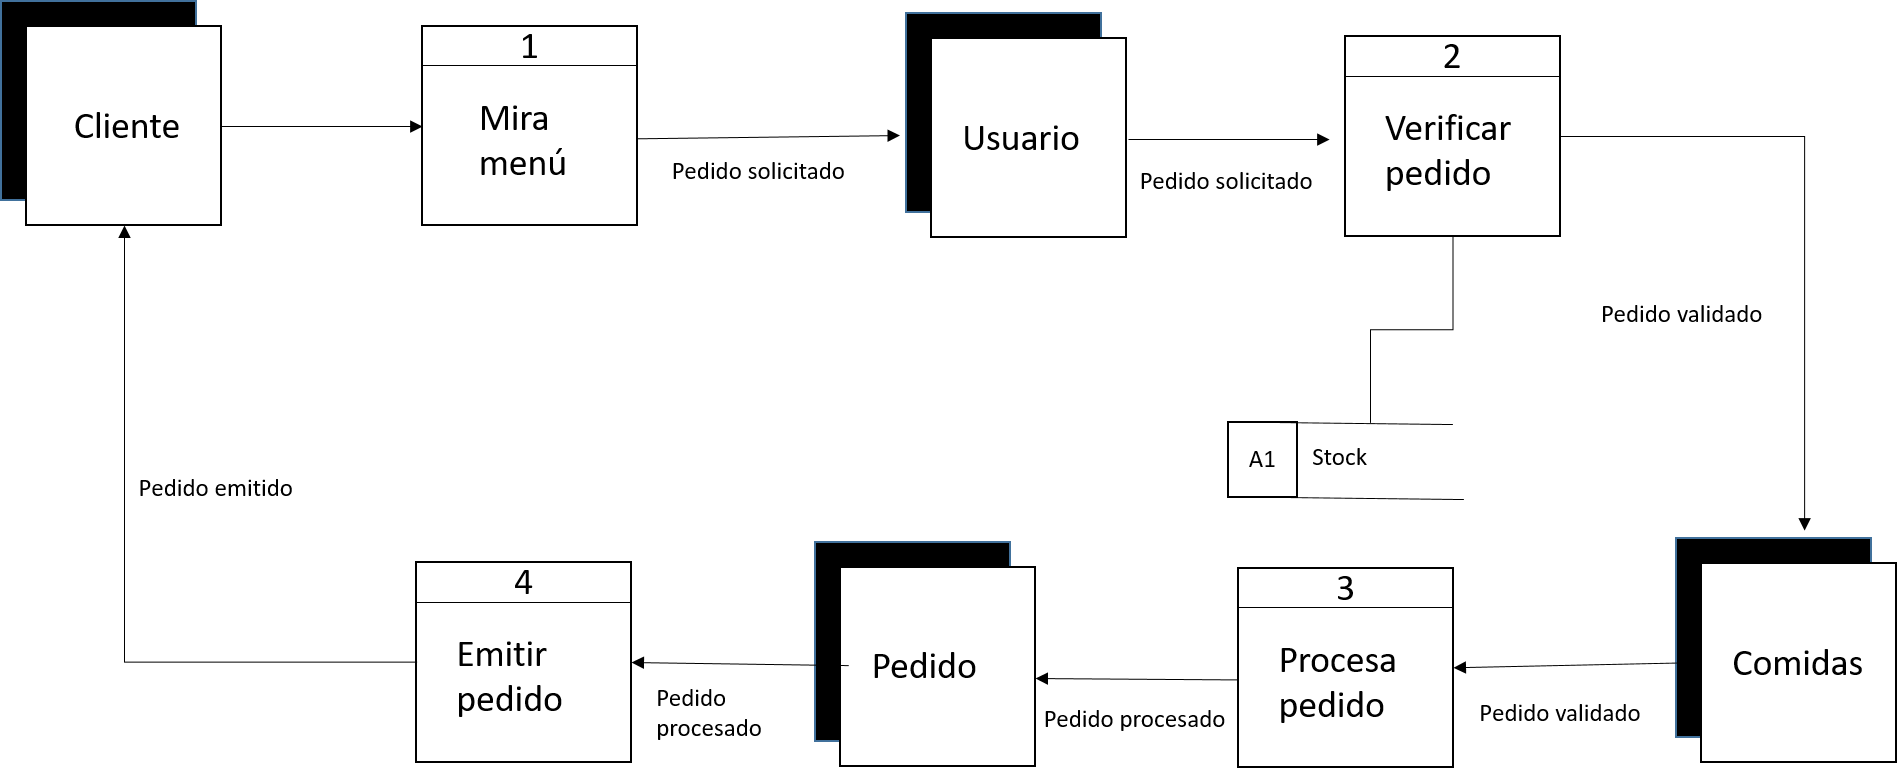 Cliente
1
Mira
menú
Pedido solicitado
Usuario
Pedido solicitado
2
Verificar
pedido
Pedido validado
A1
Stock
Pedido emitido
4
Emitir
pedido
Pedido
procesado
Pedido
Pedido procesado
3
Procesa
pedido
Pedido validado
Comidas